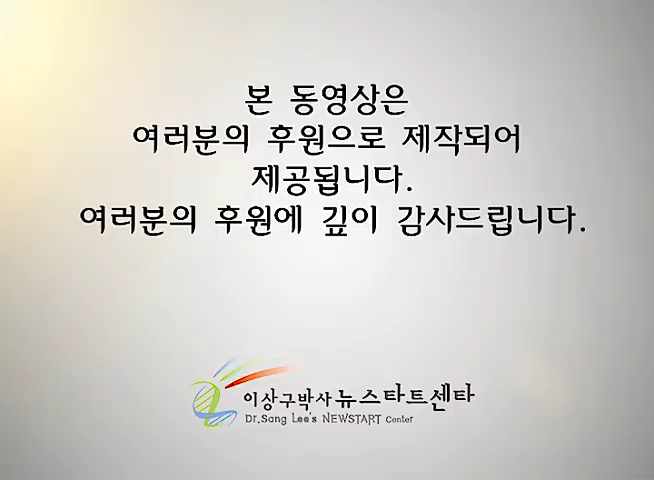 본 동영상은
여러분의 후원으로 제작되어
제공됩니다.
여러분의 후원에 깊이 감사드립니다.
이상구박사 뉴스타트센타
Dr.Sang Lee's NEWSTART Center